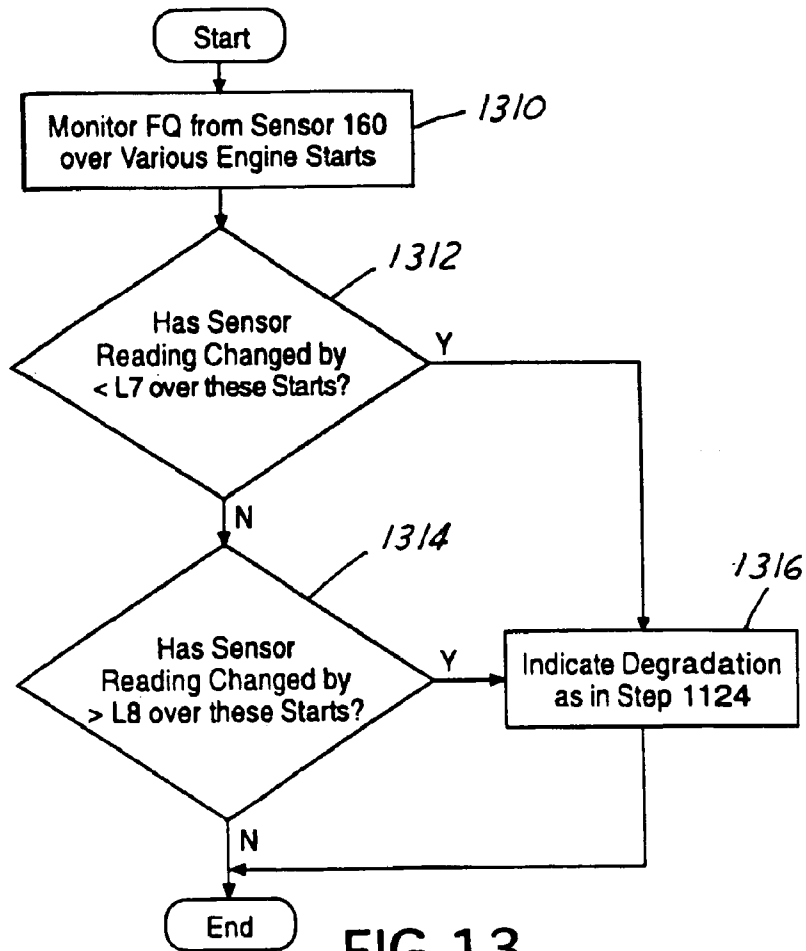 Start
Monitor FQ from Sensor 160
over Various Engine Starts
1310
1312
Has Sensor
Reading Changed by
< L7 over these Starts?
Y
N
1314
Has Sensor
Reading Changed by
> L8 over these Starts?
Y
1316
Indicate Degradation
as in Step 1124
N
End
FIG.13